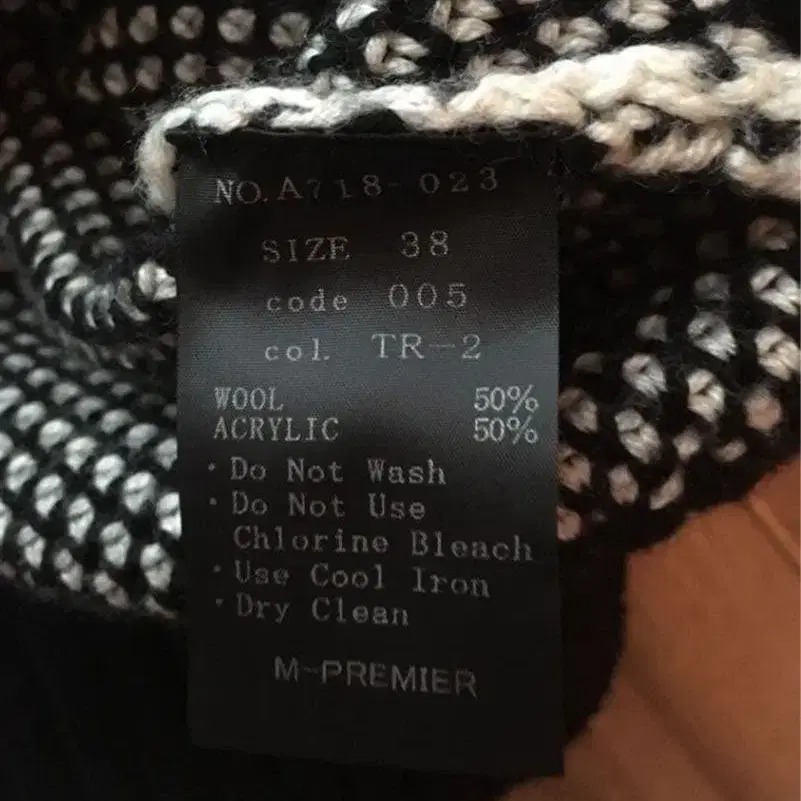 NO. A718-023
SIZE 38
code 005
col. TR-2
WOOL 50%
ACRYLIC 50%
・Do Not Wash
・Do Not Use
Chlorine Bleach
・Use Cool Iron
・Dry Clean
M-PREMIER